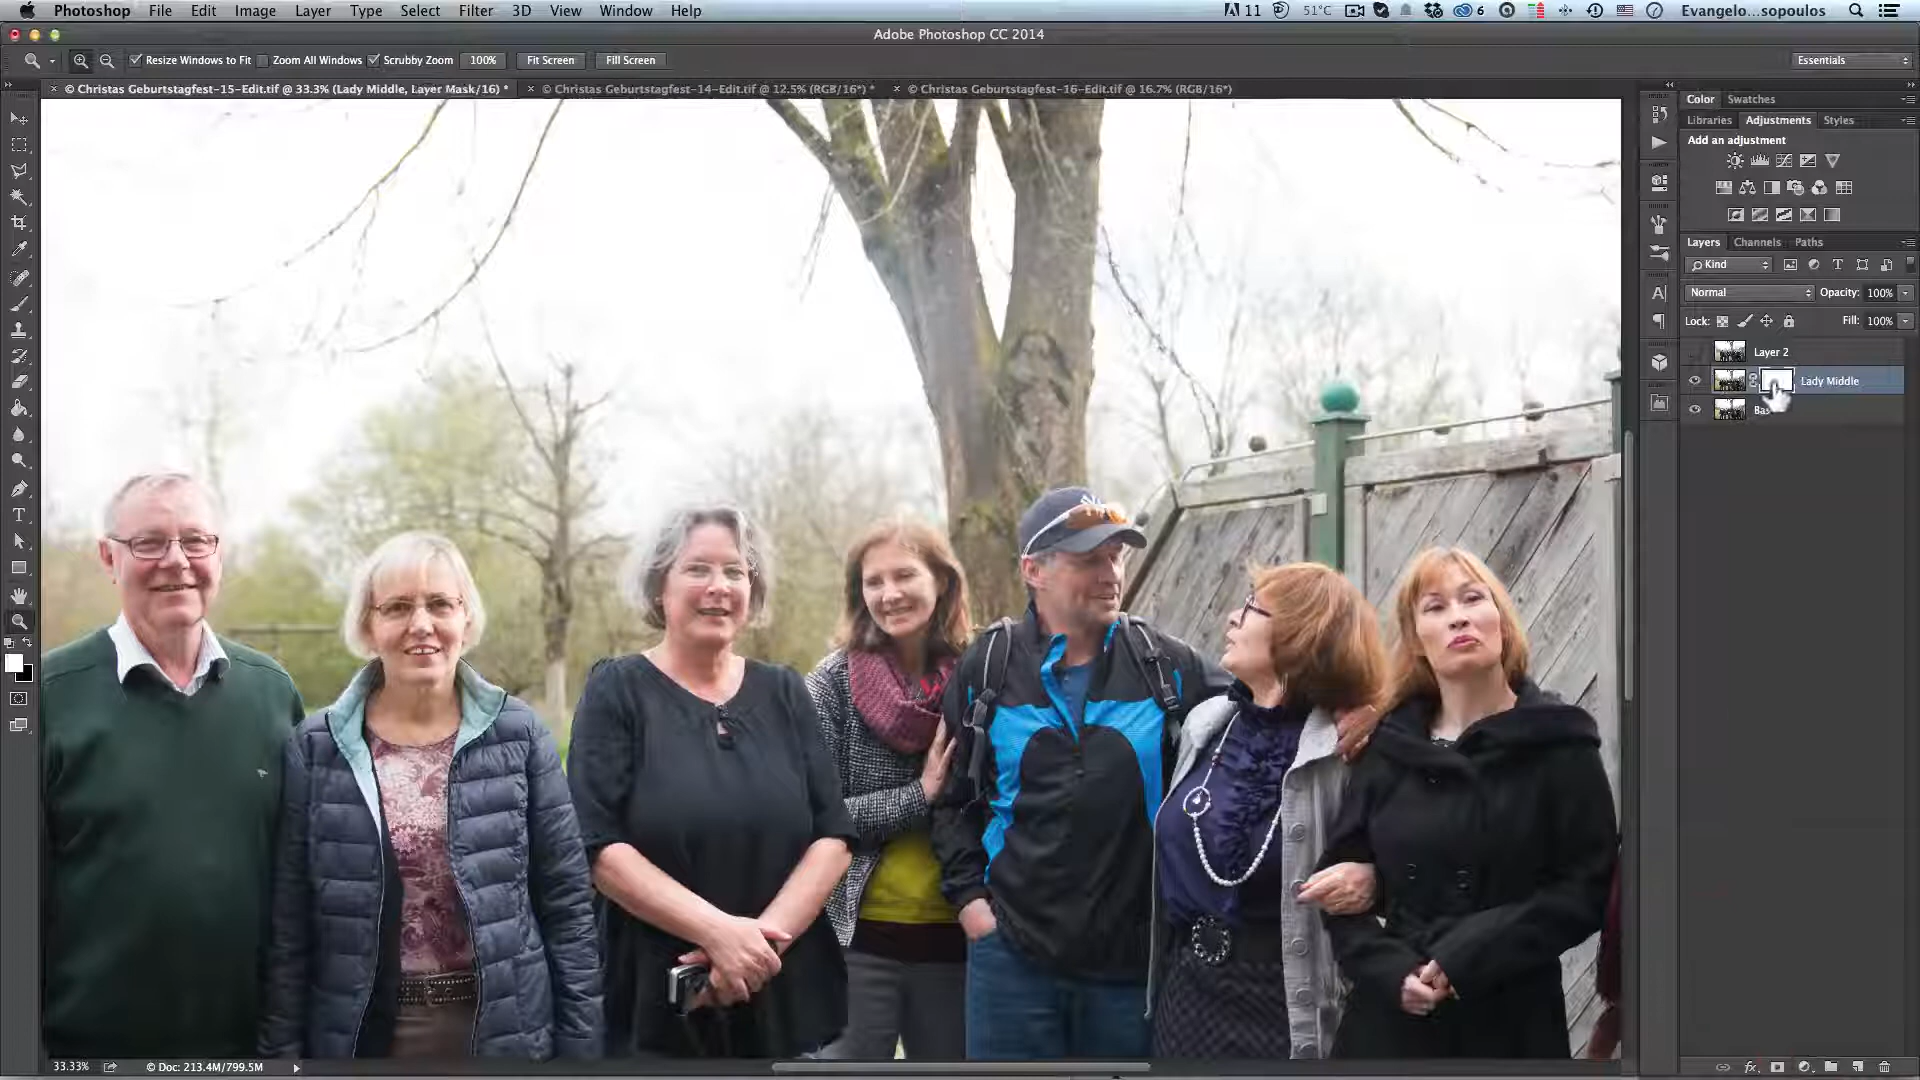 Photoshop File Edit Image Layer Type Select Filter 3D View Window Help 11 51°C 6 Evangelo...sopoulos
Adobe Photoshop CC 2014
Resize Windows to Fit Zoom All Windows Scrubby Zoom 100% Fit Screen Fill Screen Essentials
× © Christas Geburtstagfest-15-Edit.tif @ 33.3% (Lady Middle, Layer Mask/16) * × © Christas Geburtstagfest-14-Edit.tif @ 12.5% (RGB/16*) * × © Christas Geburtstagfest-16-Edit.tif @ 16.7% (RGB/16*)
Color Swatches
Libraries Adjustments Styles
Add an adjustment
Layers Channels Paths
Kind
Normal Opacity: 100%
Lock: Fill: 100%
Layer 2
Lady Middle
33.33% © Doc: 213.4M/799.5M